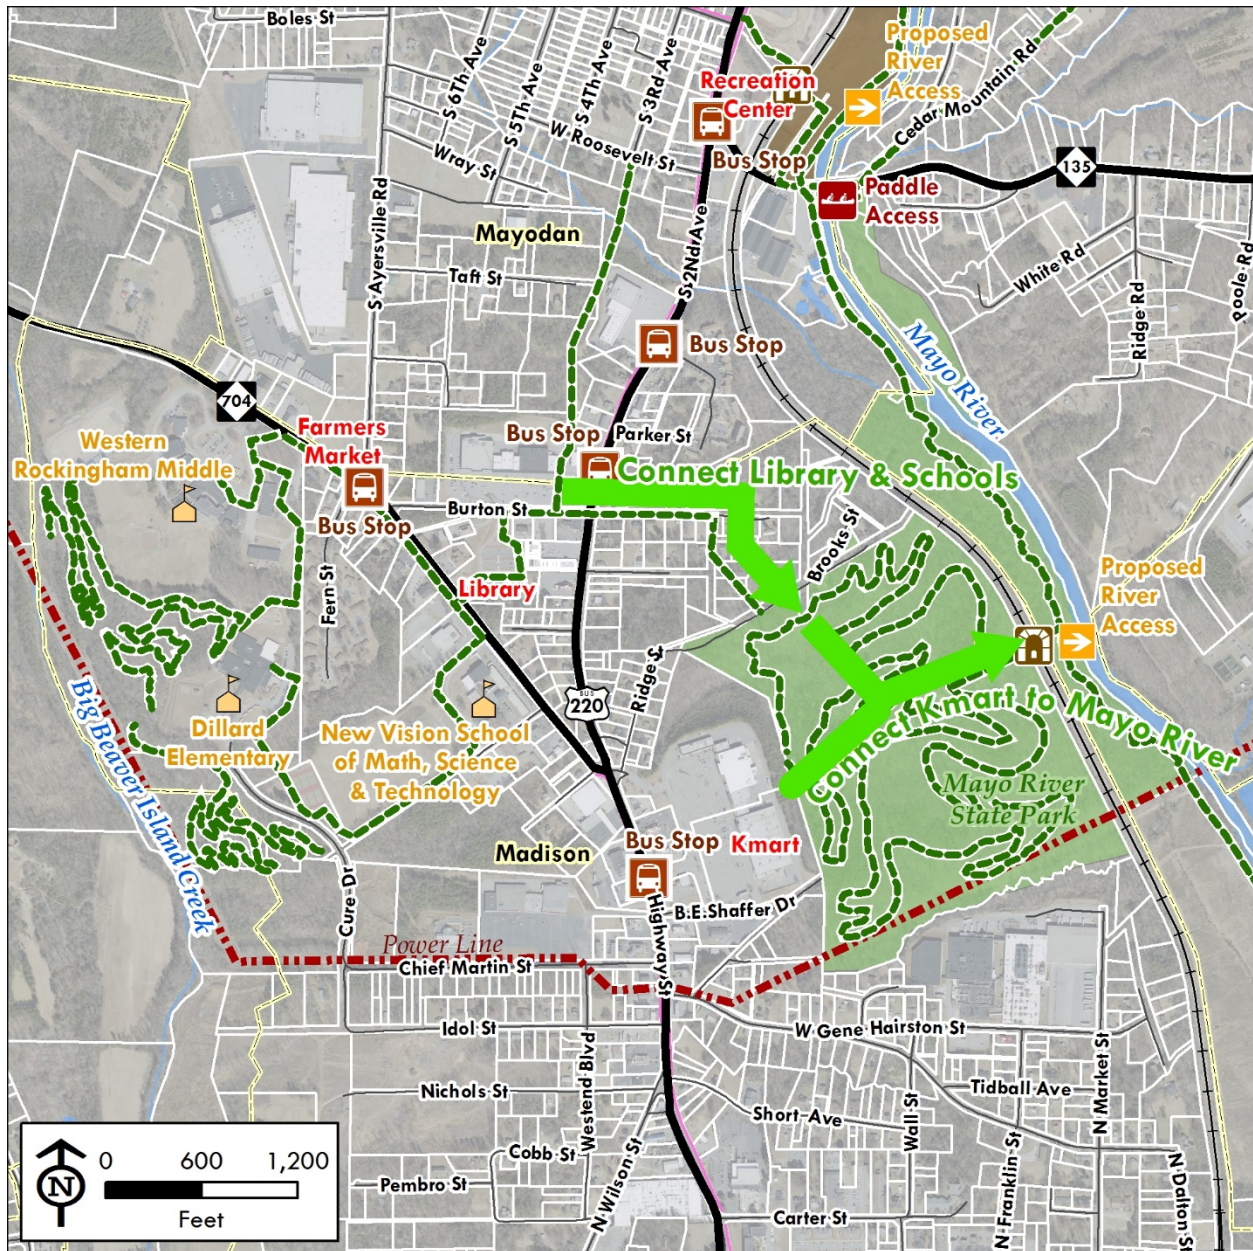 Boles St
S 6Th Ave
S 5Th Ave
S 4Th Ave
S 3Rd Ave
W Roosevelt St
Wray St
Recreation
Center
Bus Stop
Proposed
River
Access
Cedar Mountain Rd
135
Paddle
Access
Mayodan
S Ayersville Rd
Taft St
S 2Nd Ave
White Rd
Ridge Rd
Poole Rd
Bus Stop
Mayo River
704
Farmers
Market
Bus Stop
Western
Rockingham Middle
Bus Stop
Parker St
Connect Library & Schools
Burton St
Library
Fern St
Brooks St
Ridge St
Proposed
River
Access
BUS
220
Dillard
Elementary
New Vision School
of Math, Science
& Technology
Connect Kmart to Mayo River
Mayo River
State Park
Big Beaver Island Creek
Madison
Bus Stop
Kmart
B.E.Shaffer Dr
Highway St
Cure Dr
Power Line
Chief Martin St
Idol St
W Gene Hairston St
Nichols St
Westend Blvd
Short Ave
Wall St
Tidball Ave
N Market St
Cobb St
Pembro St
N Wilson St
Carter St
N Franklin St
N Dalton St
N
0 600 1,200
Feet